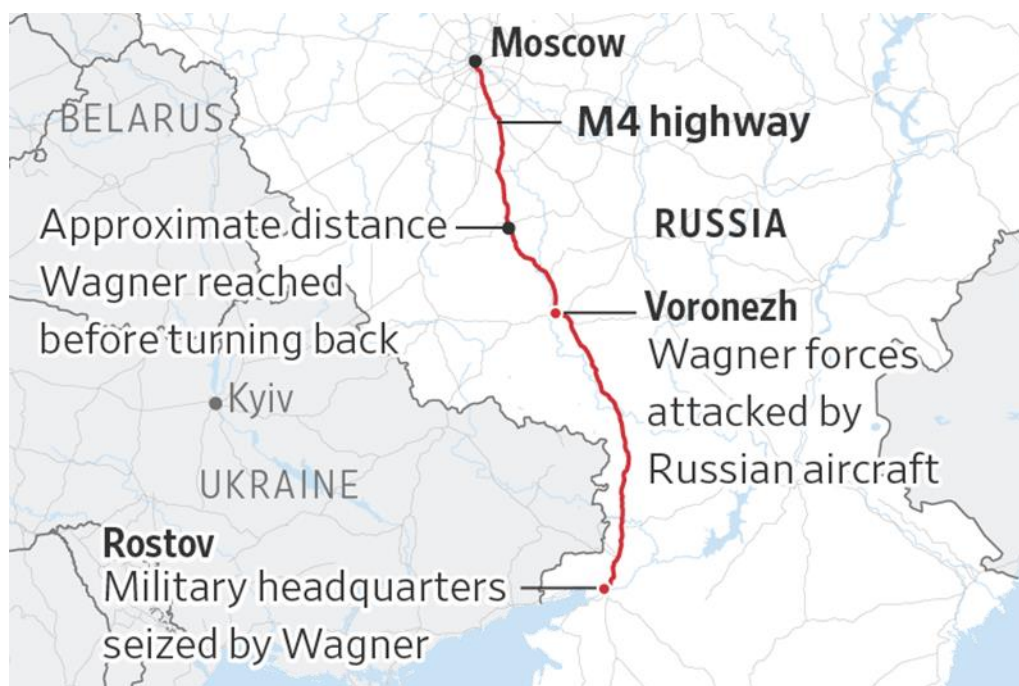 Moscow
BELARUS
M4 highway
Approximate distance
Wagner reached
before turning back
RUSSIA
Voronezh
Wagner forces
attacked by
Russian aircraft
Kyiv
UKRAINE
Rostov
Military headquarters
seized by Wagner